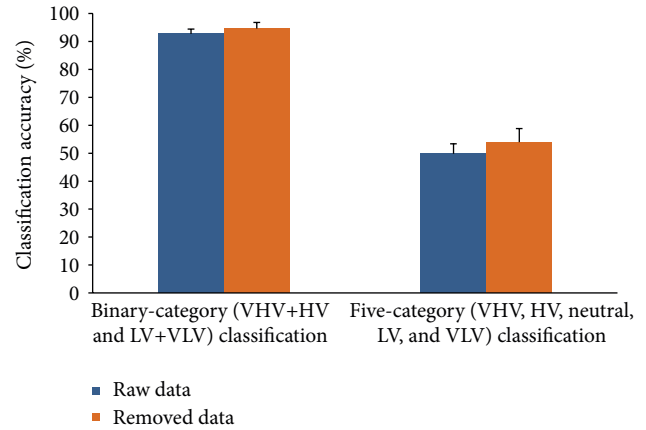 100
90
80
70
60
50
40
30
20
10
0
Classification accuracy (%)
Binary-category (VHV+HV
and LV+VLV) classification
Five-category (VHV, HV, neutral,
LV, and VLV) classification
Raw data
Removed data